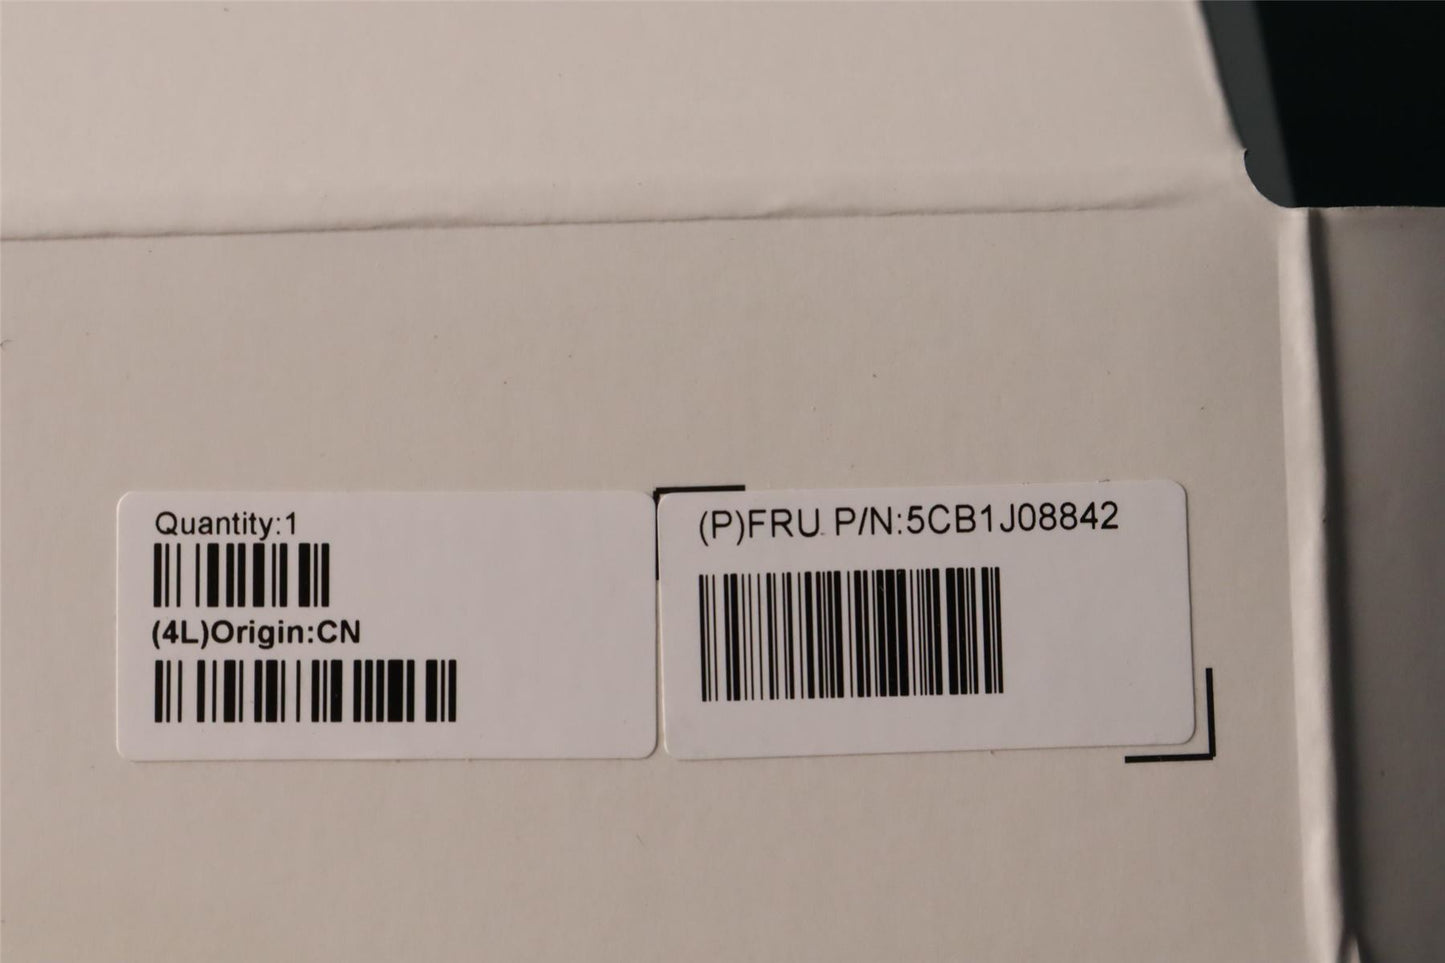 Quantity:1
(4L)Origin:CN
(P)FRU P/N:5CB1J08842